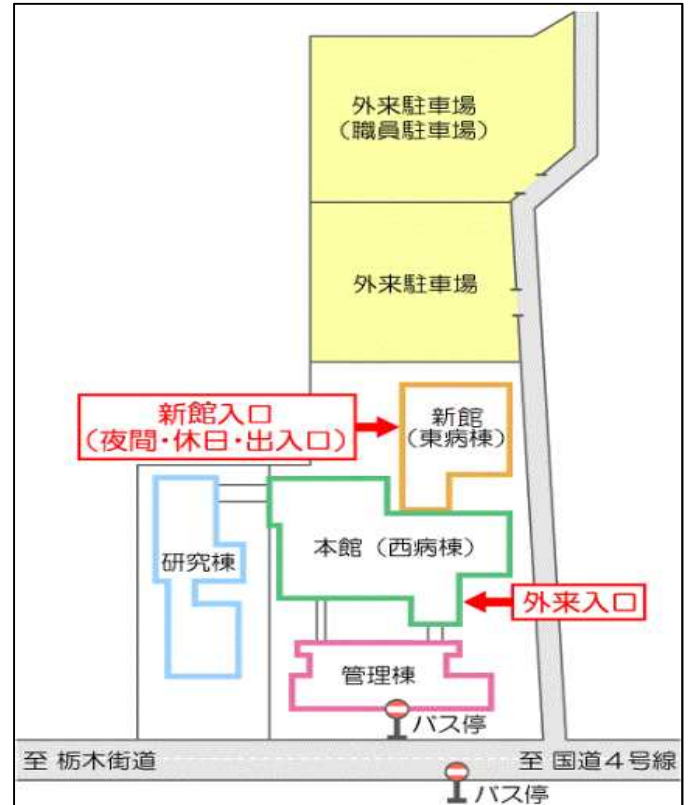 外来駐車場
（職員駐車場）
外来駐車場
新館入口
（夜間・休日・出入口）
新館
（東病棟）
研究棟
本館（西病棟）
外来入口
管理棟
バス停
至 栃木街道
至 国道４号線
バス停